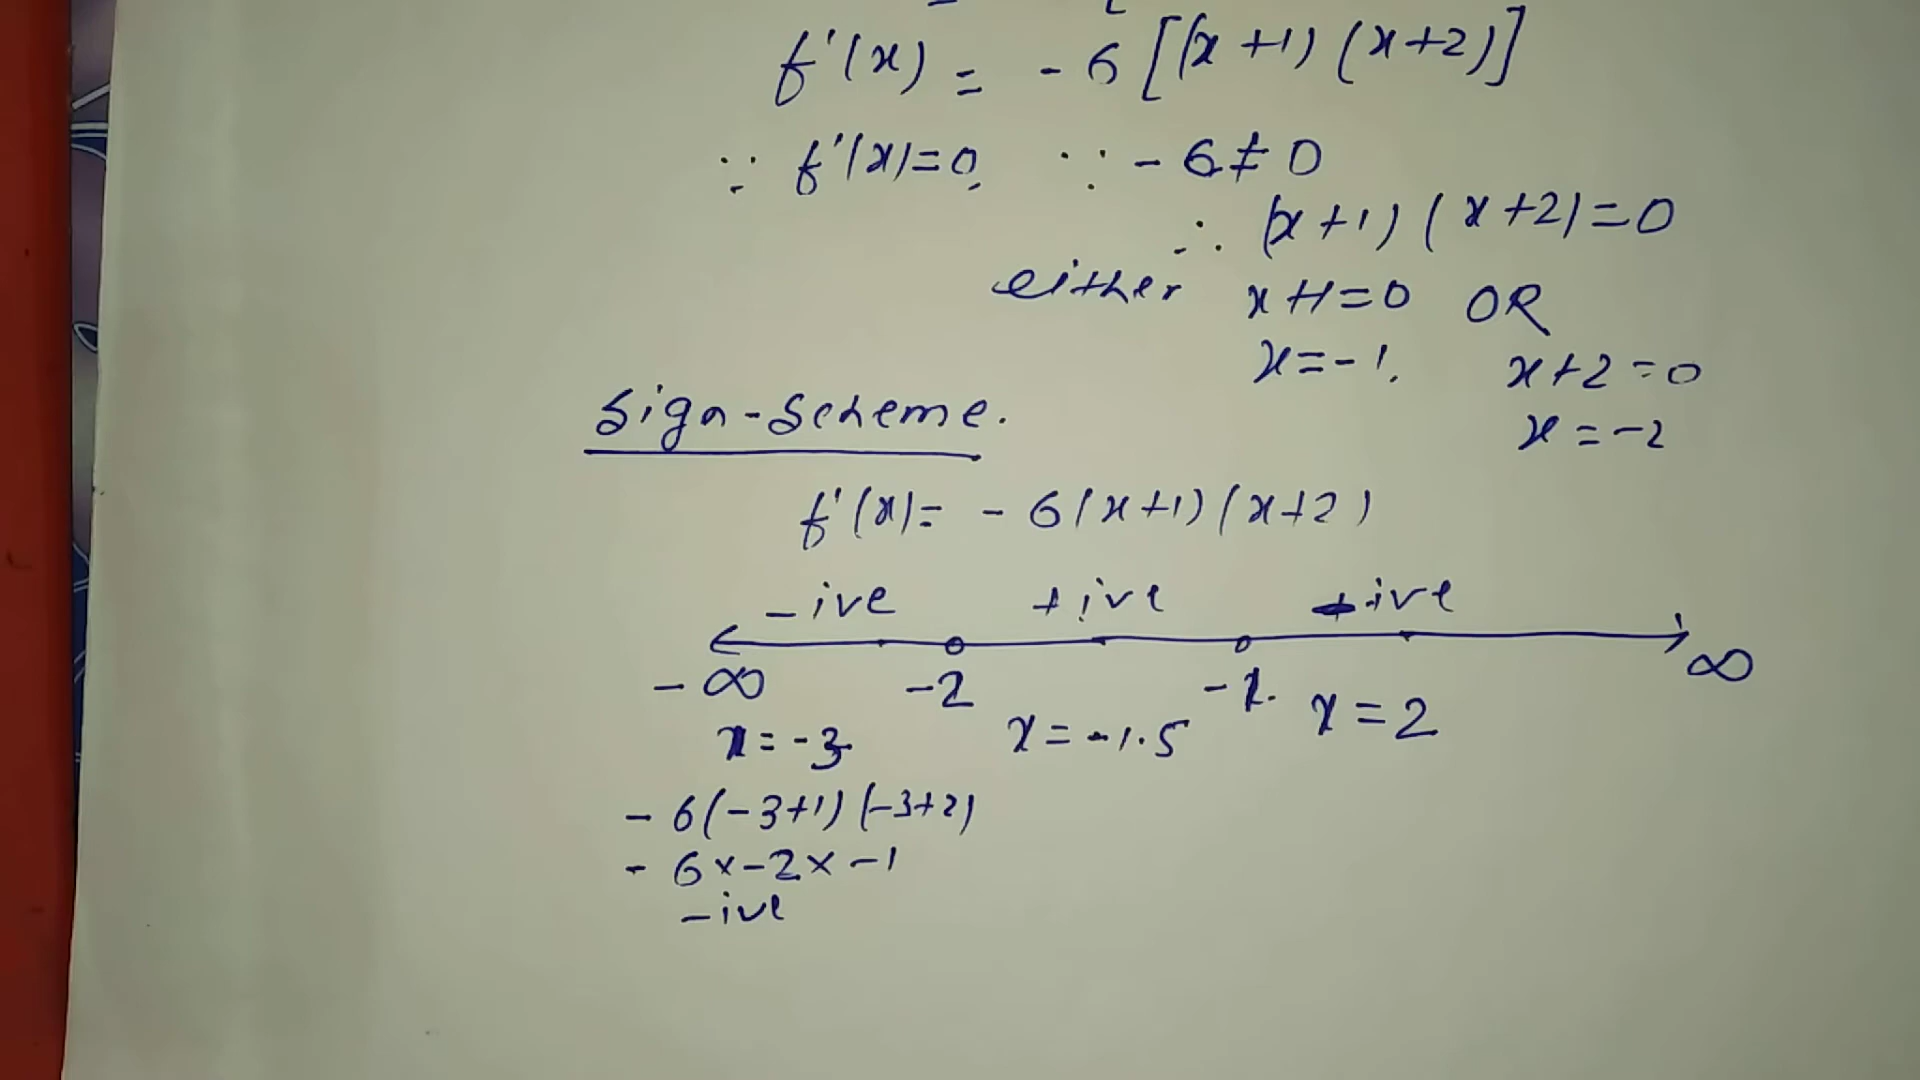 f'(x) = - 6 [(x +1) (x+2)]
∵ f'(x)=0, ∵ - 6 ≠ 0
∴ (x +1) ( x +2)=0
either x +1=0 OR
x=-1. x+2=0
x = -2
Sign-Scheme.
f'(x)= - 6(x+1)(x+2)
-ive +ive -ive
-∞ -2 -1. ∞
x=-3 x=-1.5 x=2
- 6(-3+1)(-3+2)
- 6x-2x-1
-ive